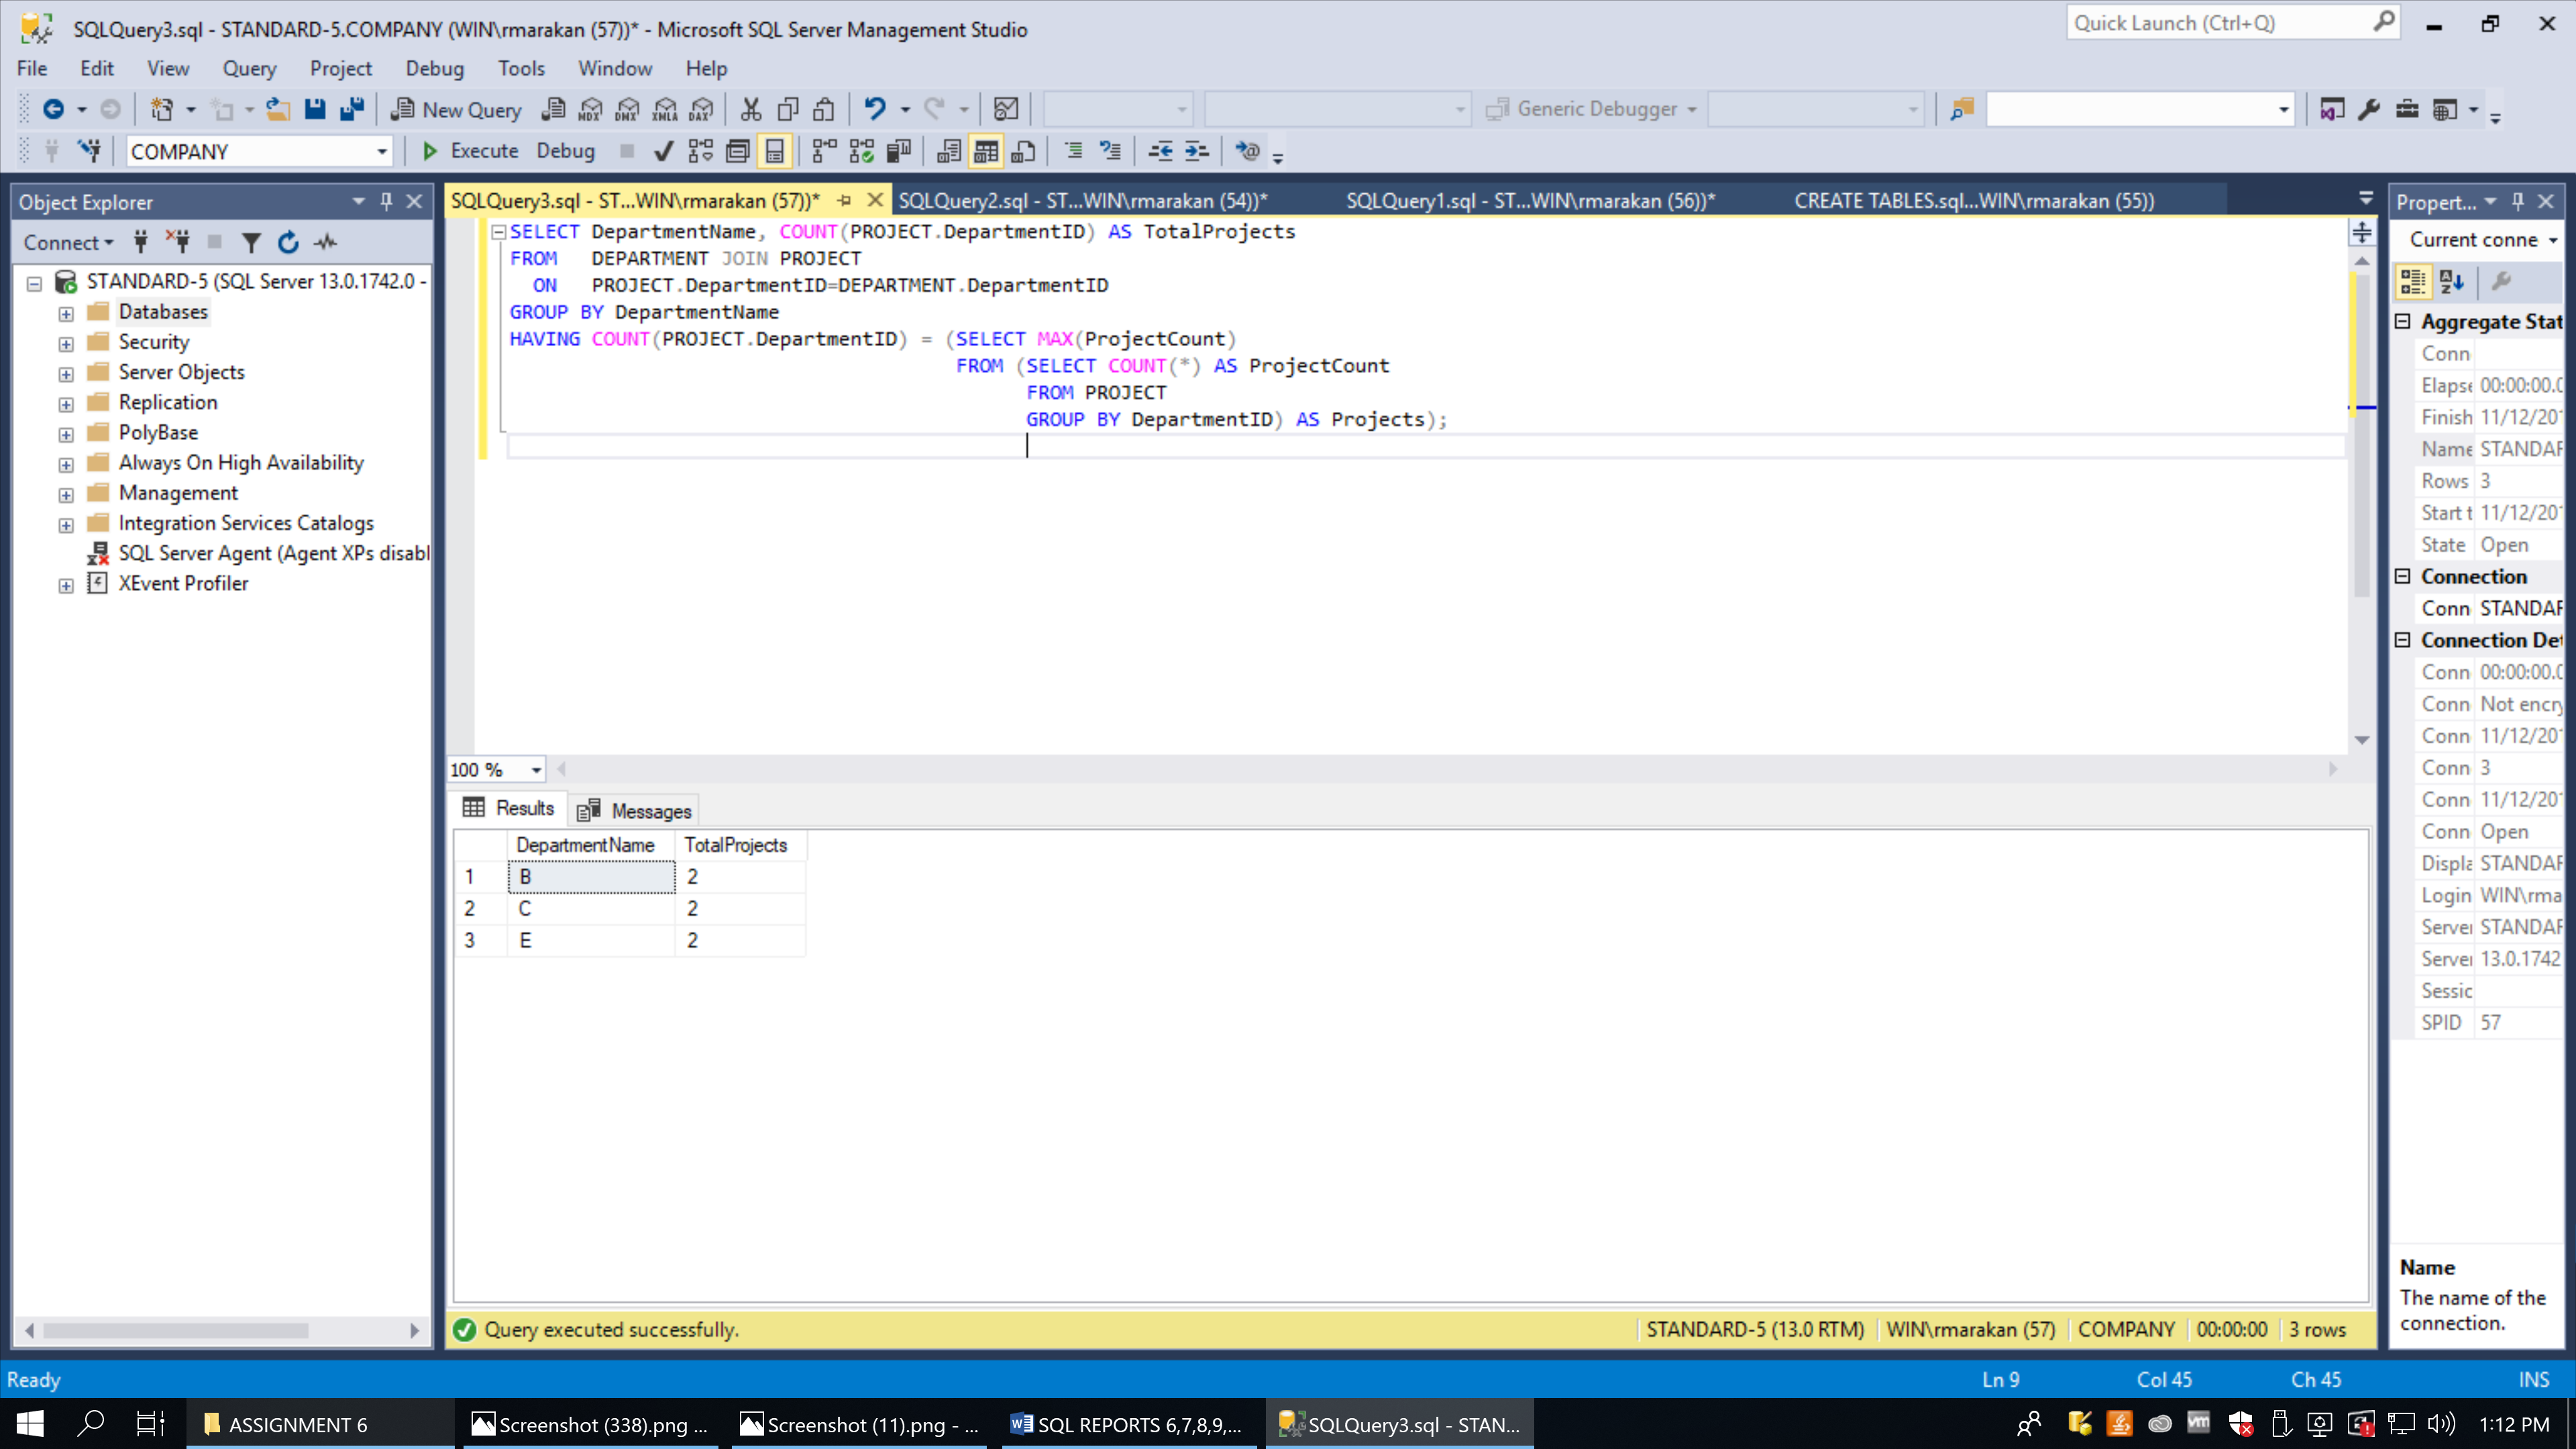 SQLQuery3.sql - STANDARD-5.COMPANY (WIN\rmarakan (57))* - Microsoft SQL Server Management Studio
Quick Launch (Ctrl+Q)
File Edit View Query Project Debug Tools Window Help
New Query MDX DMX XMLA DAX Generic Debugger
COMPANY Execute Debug
Object Explorer
Connect
STANDARD-5 (SQL Server 13.0.1742.0 -
Databases
Security
Server Objects
Replication
PolyBase
Always On High Availability
Management
Integration Services Catalogs
SQL Server Agent (Agent XPs disabl
XEvent Profiler
SQLQuery3.sql - ST...WIN\rmarakan (57))* SQLQuery2.sql - ST...WIN\rmarakan (54))* SQLQuery1.sql - ST...WIN\rmarakan (56))* CREATE TABLES.sql...WIN\rmarakan (55))
SELECT DepartmentName, COUNT(PROJECT.DepartmentID) AS TotalProjects
FROM DEPARTMENT JOIN PROJECT
ON PROJECT.DepartmentID=DEPARTMENT.DepartmentID
GROUP BY DepartmentName
HAVING COUNT(PROJECT.DepartmentID) = (SELECT MAX(ProjectCount)
FROM (SELECT COUNT(*) AS ProjectCount
FROM PROJECT
GROUP BY DepartmentID) AS Projects);
100 %
Results Messages
DepartmentName TotalProjects
1 B 2
2 C 2
3 E 2
Query executed successfully. STANDARD-5 (13.0 RTM) WIN\rmarakan (57) COMPANY 00:00:00 3 rows
Propert...
Current conne
Aggregate Stat
Conn
Elapse 00:00:00.0
Finish 11/12/201
Name STANDAR
Rows 3
Start t 11/12/201
State Open
Connection
Conn STANDAR
Connection Det
Conn 00:00:00.0
Conn Not encry
Conn 11/12/201
Conn 3
Conn 11/12/201
Conn Open
Displa STANDAR
Login WIN\rma
Server STANDAR
Server 13.0.1742
Sessic
SPID 57
Name
The name of the
connection.
Ready Ln 9 Col 45 Ch 45 INS
ASSIGNMENT 6 Screenshot (338).png ... Screenshot (11).png - ... SQL REPORTS 6,7,8,9,... SQLQuery3.sql - STAN... 1:12 PM